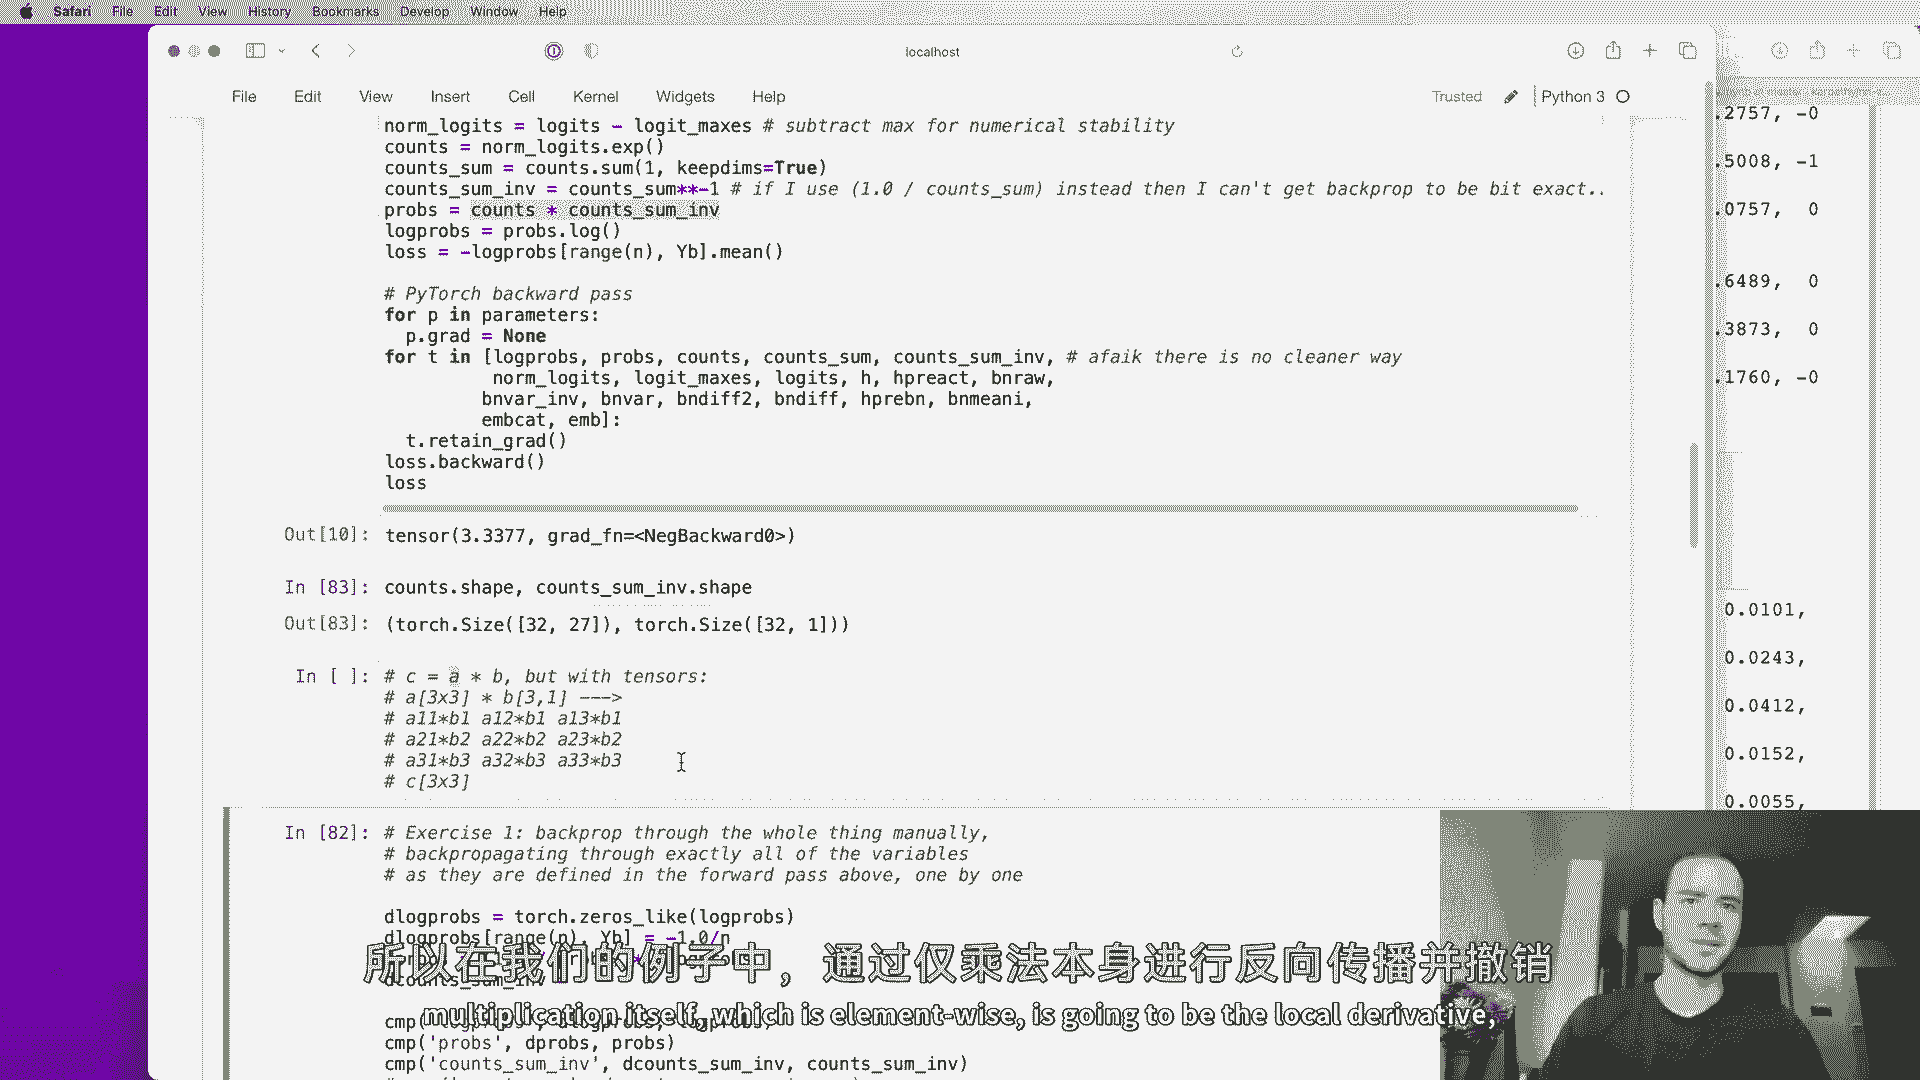 Safari File Edit View History Bookmarks Develop Window Help
localhost
File Edit View Insert Cell Kernel Widgets Help
Trusted Python 3
norm_logits = logits - logit_maxes # subtract max for numerical stability
counts = norm_logits.exp()
counts_sum = counts.sum(1, keepdims=True)
counts_sum_inv = counts_sum**-1 # if I use (1.0 / counts_sum) instead then I can't get backprop to be bit exact..
probs = counts * counts_sum_inv
logprobs = probs.log()
loss = -logprobs[range(n), Yb].mean()
# PyTorch backward pass
for p in parameters:
p.grad = None
for t in [logprobs, probs, counts, counts_sum, counts_sum_inv, # afaik there is no cleaner way
norm_logits, logit_maxes, logits, h, hpreact, bnraw,
bnvar_inv, bnvar, bndiff2, bndiff, hprebn, bnmeani,
embcat, emb]:
t.retain_grad()
loss.backward()
loss
Out[10]: tensor(3.3377, grad_fn=<NegBackward0>)
In [83]: counts.shape, counts_sum_inv.shape
Out[83]: (torch.Size([32, 27]), torch.Size([32, 1]))
In [ ]: # c = a * b, but with tensors:
# a[3x3] * b[3,1] --->
# a11*b1 a12*b1 a13*b1
# a21*b2 a22*b2 a23*b2
# a31*b3 a32*b3 a33*b3
# c[3x3]
In [82]: # Exercise 1: backprop through the whole thing manually,
# backpropagating through exactly all of the variables
# as they are defined in the forward pass above, one by one
dlogprobs = torch.zeros_like(logprobs)
dlogprobs[range(n), Yb] = -1.0/n
所以在我们的例子中，通过仅乘法本身进行反向传播并撤销
multiplication itself, which is element-wise, is going to be the local derivative,
cmp('probs', dprobs, probs)
cmp('counts_sum_inv', dcounts_sum_inv, counts_sum_inv)
.2757, -0
.5008, -1
.0757, 0
.6489, 0
.3873, 0
.1760, -0
0.0101,
0.0243,
0.0412,
0.0152,
0.0055,